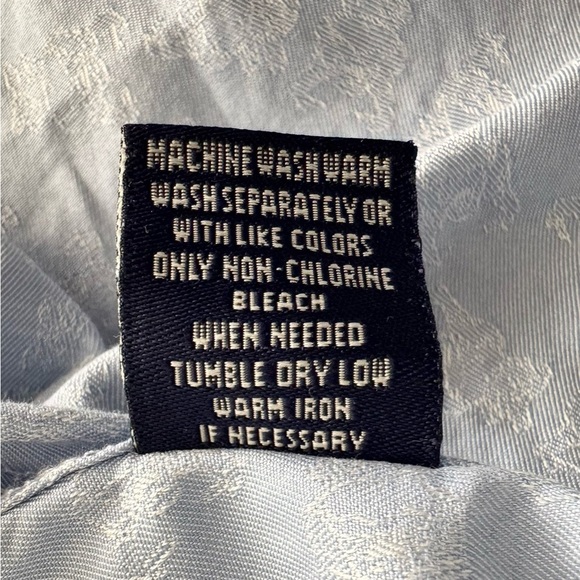 MACHINE WASH WARM
WASH SEPARATELY OR
WITH LIKE COLORS
ONLY NON-CHLORINE
BLEACH
WHEN NEEDED
TUMBLE DRY LOW
WARM IRON
IF NECESSARY